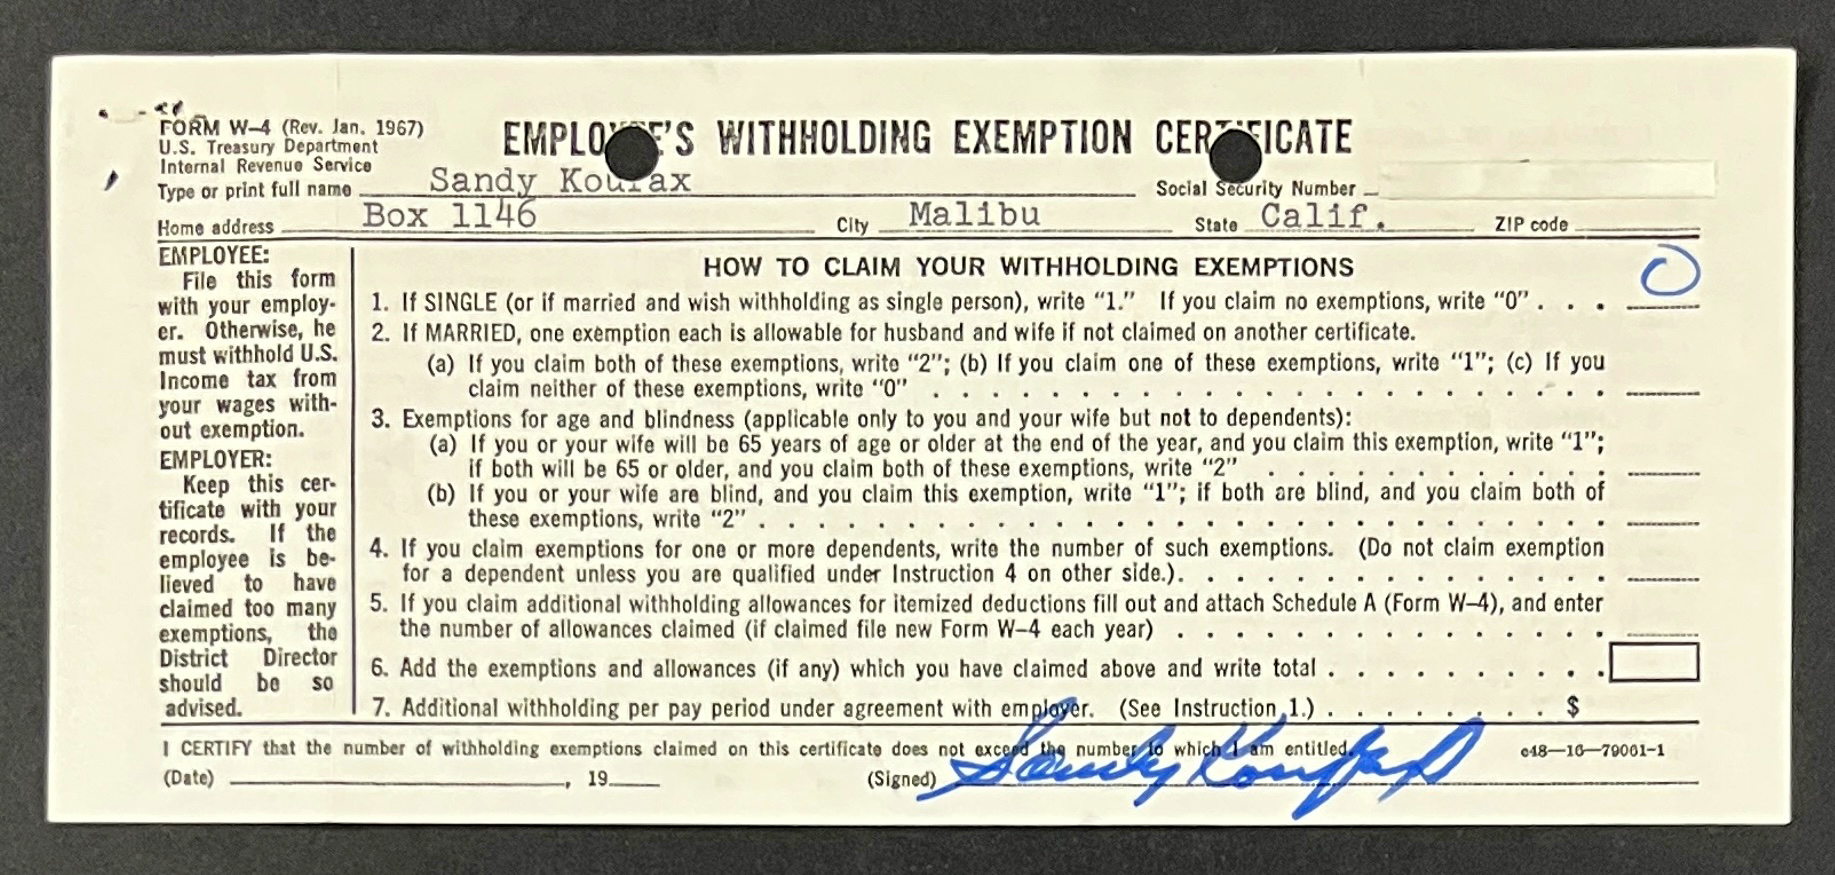 FORM W–4 (Rev. Jan. 1967)
U.S. Treasury Department
Internal Revenue Service
EMPLOYEE'S WITHHOLDING EXEMPTION CERTIFICATE
Type or print full name Sandy Koufax Social Security Number
Home address Box 1146 City Malibu State Calif. ZIP code
EMPLOYEE:
File this form
with your employ-
er. Otherwise, he
must withhold U.S.
Income tax from
your wages with-
out exemption.
EMPLOYER:
Keep this cer-
tificate with your
records. If the
employee is be-
lieved to have
claimed too many
exemptions, the
District Director
should be so
advised.
HOW TO CLAIM YOUR WITHHOLDING EXEMPTIONS
1. If SINGLE (or if married and wish withholding as single person), write "1." If you claim no exemptions, write "0" . . . 0
2. If MARRIED, one exemption each is allowable for husband and wife if not claimed on another certificate.
(a) If you claim both of these exemptions, write "2"; (b) If you claim one of these exemptions, write "1"; (c) If you
claim neither of these exemptions, write "0" . . . . . . . . . . . . . . . . . . .
3. Exemptions for age and blindness (applicable only to you and your wife but not to dependents):
(a) If you or your wife will be 65 years of age or older at the end of the year, and you claim this exemption, write "1";
if both will be 65 or older, and you claim both of these exemptions, write "2" . . . . . . . . . . .
(b) If you or your wife are blind, and you claim this exemption, write "1"; if both are blind, and you claim both of
these exemptions, write "2" . . . . . . . . . . . . . . . . . . . . . . . .
4. If you claim exemptions for one or more dependents, write the number of such exemptions. (Do not claim exemption
for a dependent unless you are qualified under Instruction 4 on other side.). . . . . . . . . . . . .
5. If you claim additional withholding allowances for itemized deductions fill out and attach Schedule A (Form W–4), and enter
the number of allowances claimed (if claimed file new Form W–4 each year) . . . . . . . . . . . . .
6. Add the exemptions and allowances (if any) which you have claimed above and write total . . . . . . . . .
7. Additional withholding per pay period under agreement with employer. (See Instruction 1.) . . . . . . . . $
I CERTIFY that the number of withholding exemptions claimed on this certificate does not exceed the number to which I am entitled. c48—16—79061-1
(Date) , 19 (Signed) Sandy Koufax